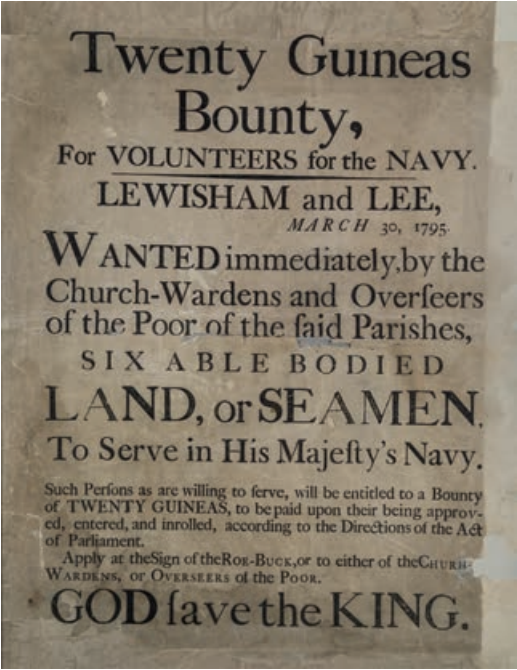 Twenty Guineas
Bounty,
For VOLUNTEERS for the NAVY.
LEWISHAM and LEE,
MARCH 30, 1795.
WANTED immediately, by the
Church-Wardens and Overſeers
of the Poor of the ſaid Pariſhes,
SIX ABLE BODIED
LAND, or SEAMEN,
To Serve in His Majeſty's Navy.
Such Perſons as are willing to ſerve, will be entitled to a Bounty
of TWENTY GUINEAS, to be paid upon their being approv-
ed, entered, and inrolled, according to the Directions of the Act
of Parliament.
Apply at the Sign of the ROE-BUCK, or to either of the CHURH-
WARDENS, or OVERSEERS of the POOR.
GOD ſave the KING.